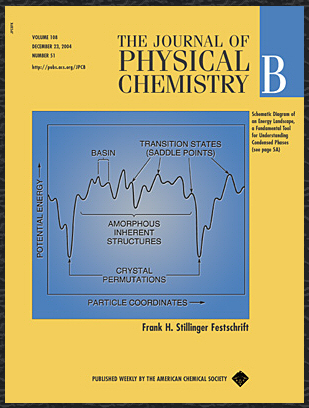 VOLUME 108
DECEMBER 23, 2004
NUMBER 51
http://pubs.acs.org/JPCB
THE JOURNAL OF
PHYSICAL
CHEMISTRY
B
Schematic Diagram of
an Energy Landscape,
a Fundamental Tool
for Understanding
Condensed Phases
(see page 5A)
TRANSITION STATES
(SADDLE POINTS)
BASIN
POTENTIAL ENERGY
AMORPHOUS
INHERENT
STRUCTURES
CRYSTAL
PERMUTATIONS
PARTICLE COORDINATES
Frank H. Stillinger Festschrift
PUBLISHED WEEKLY BY THE AMERICAN CHEMICAL SOCIETY